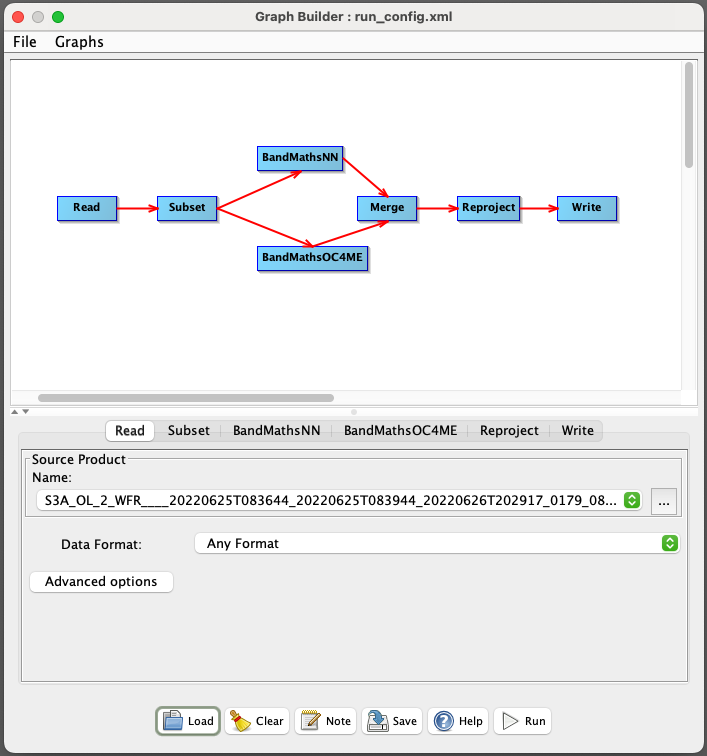 Graph Builder : run_config.xml
File Graphs
BandMathsNN
Read Subset Merge Reproject Write
BandMathsOC4ME
Read Subset BandMathsNN BandMathsOC4ME Reproject Write
Source Product
Name:
S3A_OL_2_WFR____20220625T083644_20220625T083944_20220626T202917_0179_08... ...
Data Format: Any Format
Advanced options
Load Clear Note Save Help Run